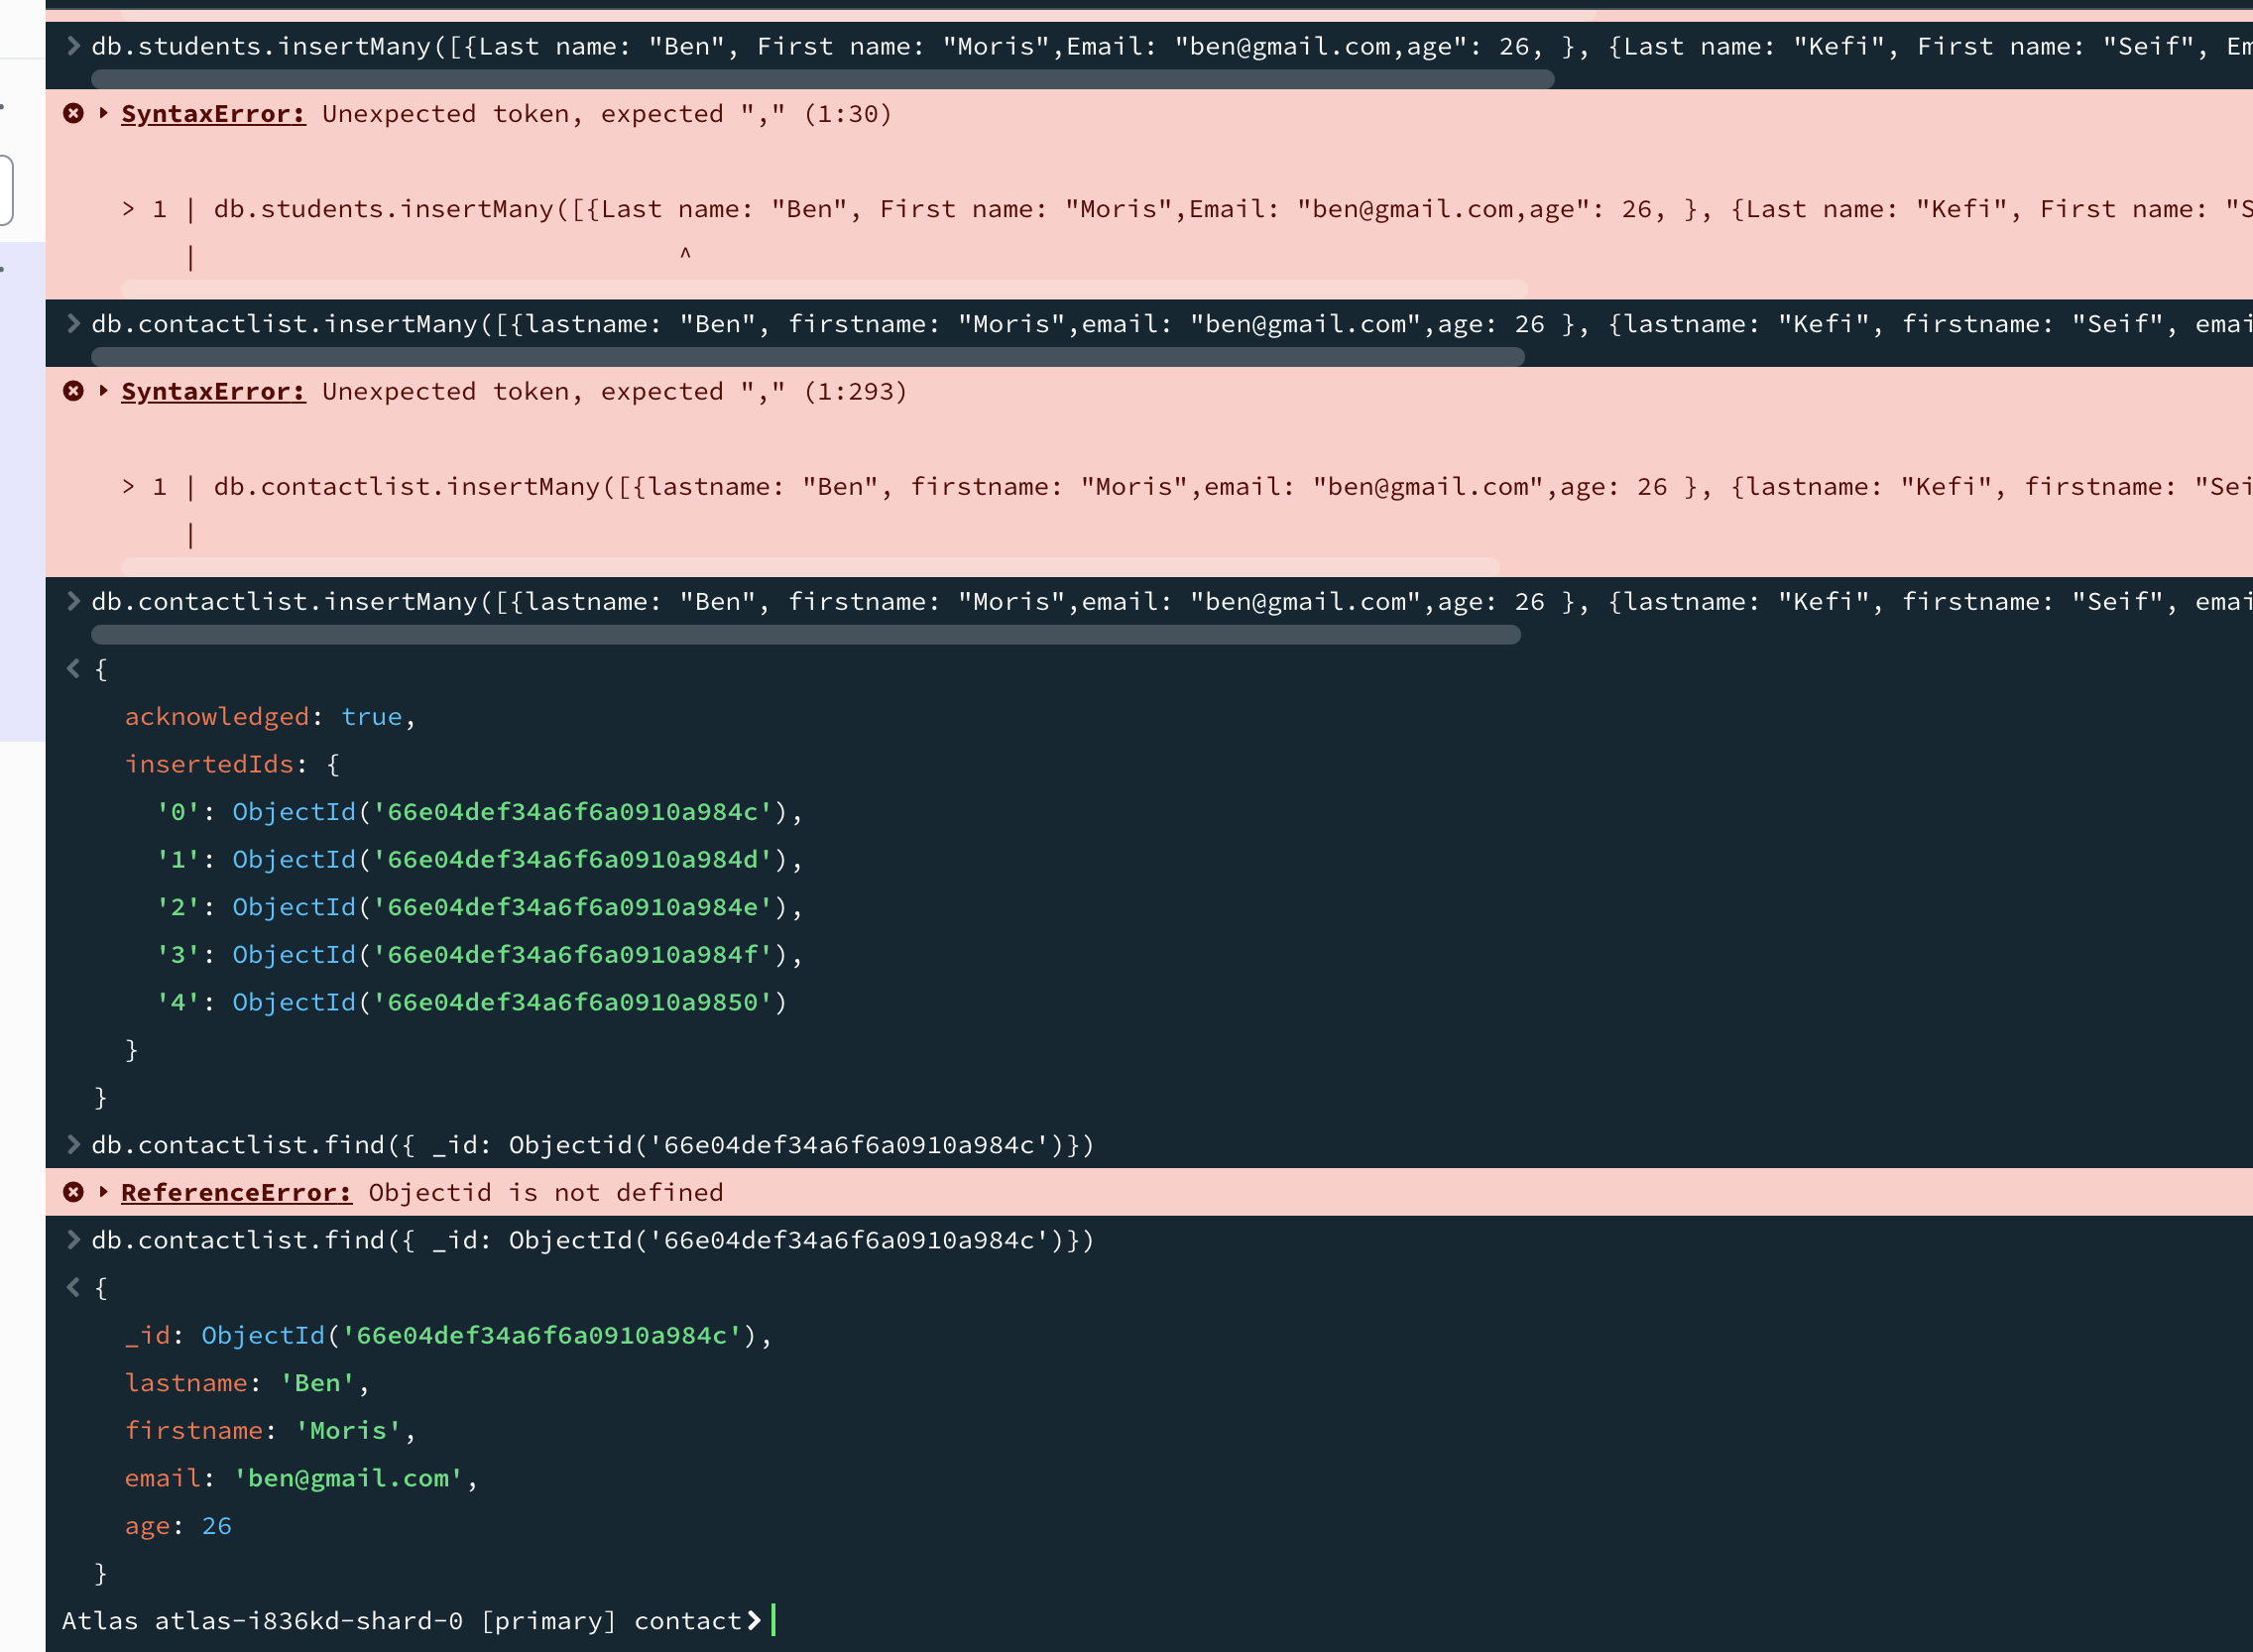 db.students.insertMany([{Last name: "Ben", First name: "Moris",Email: "ben@gmail.com,age": 26, }, {Last name: "Kefi", First name: "Seif", Em
SyntaxError: Unexpected token, expected "," (1:30)
> 1 | db.students.insertMany([{Last name: "Ben", First name: "Moris",Email: "ben@gmail.com,age": 26, }, {Last name: "Kefi", First name: "S
| ^
db.contactlist.insertMany([{lastname: "Ben", firstname: "Moris",email: "ben@gmail.com",age: 26 }, {lastname: "Kefi", firstname: "Seif", emai
SyntaxError: Unexpected token, expected "," (1:293)
> 1 | db.contactlist.insertMany([{lastname: "Ben", firstname: "Moris",email: "ben@gmail.com",age: 26 }, {lastname: "Kefi", firstname: "Sei
|
db.contactlist.insertMany([{lastname: "Ben", firstname: "Moris",email: "ben@gmail.com",age: 26 }, {lastname: "Kefi", firstname: "Seif", emai
{
acknowledged: true,
insertedIds: {
'0': ObjectId('66e04def34a6f6a0910a984c'),
'1': ObjectId('66e04def34a6f6a0910a984d'),
'2': ObjectId('66e04def34a6f6a0910a984e'),
'3': ObjectId('66e04def34a6f6a0910a984f'),
'4': ObjectId('66e04def34a6f6a0910a9850')
}
}
db.contactlist.find({ _id: Objectid('66e04def34a6f6a0910a984c')})
ReferenceError: Objectid is not defined
db.contactlist.find({ _id: ObjectId('66e04def34a6f6a0910a984c')})
{
_id: ObjectId('66e04def34a6f6a0910a984c'),
lastname: 'Ben',
firstname: 'Moris',
email: 'ben@gmail.com',
age: 26
}
Atlas atlas-i836kd-shard-0 [primary] contact>